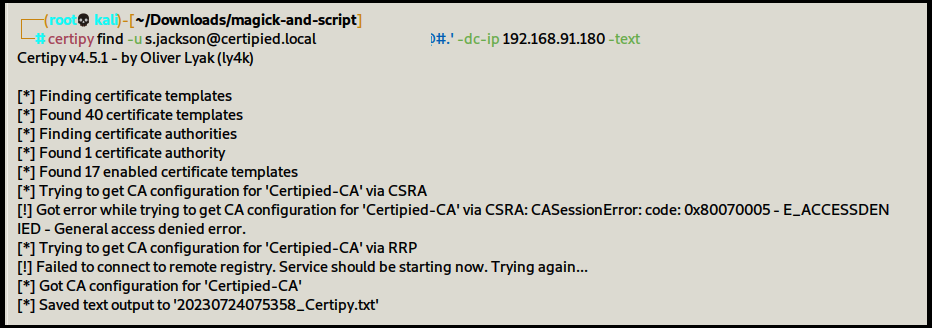 ┌──(root💀kali)-[~/Downloads/magick-and-script]
└─# certipy find -u s.jackson@certipied.local #.' -dc-ip 192.168.91.180 -text
Certipy v4.5.1 - by Oliver Lyak (ly4k)
[*] Finding certificate templates
[*] Found 40 certificate templates
[*] Finding certificate authorities
[*] Found 1 certificate authority
[*] Found 17 enabled certificate templates
[*] Trying to get CA configuration for 'Certipied-CA' via CSRA
[!] Got error while trying to get CA configuration for 'Certipied-CA' via CSRA: CASessionError: code: 0x80070005 - E_ACCESSDEN
IED - General access denied error.
[*] Trying to get CA configuration for 'Certipied-CA' via RRP
[!] Failed to connect to remote registry. Service should be starting now. Trying again...
[*] Got CA configuration for 'Certipied-CA'
[*] Saved text output to '20230724075358_Certipy.txt'